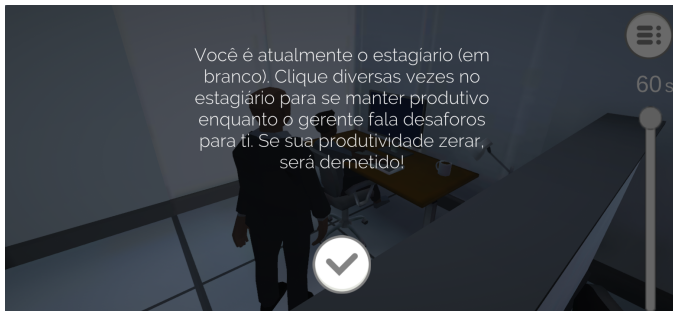 Você é atualmente o estagíario (em
branco). Clique diversas vezes no
estagiário para se manter produtivo
enquanto o gerente fala desaforos
para ti. Se sua produtividade zerar,
será demetido!
60 s